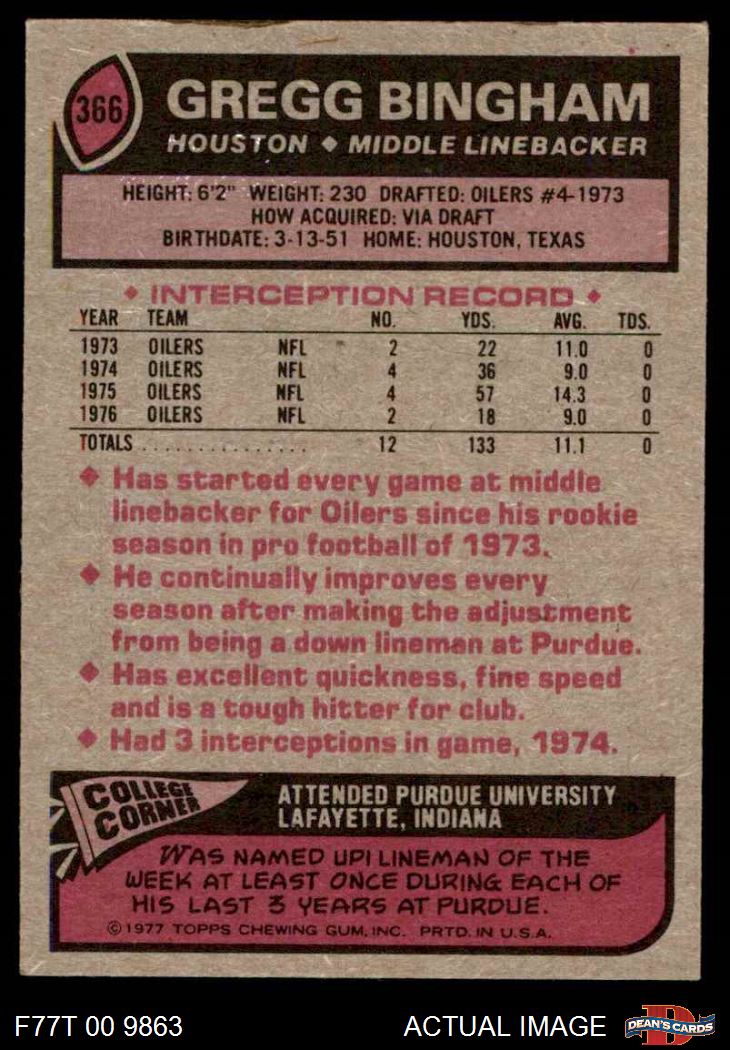 366
GREGG BINGHAM
HOUSTON ◆ MIDDLE LINEBACKER
HEIGHT: 6'2" WEIGHT: 230 DRAFTED: OILERS #4-1973
HOW ACQUIRED: VIA DRAFT
BIRTHDATE: 3-13-51 HOME: HOUSTON, TEXAS
◆ INTERCEPTION RECORD ◆
YEAR TEAM NO. YDS. AVG. TDS.
1973 OILERS NFL 2 22 11.0 0
1974 OILERS NFL 4 36 9.0 0
1975 OILERS NFL 4 57 14.3 0
1976 OILERS NFL 2 18 9.0 0
TOTALS . . . . . . . . . . . . . . . . 12 133 11.1 0
◆ Has started every game at middle
linebacker for Oilers since his rookie
season in pro football of 1973.
◆ He continually improves every
season after making the adjustment
from being a down lineman at Purdue.
◆ Has excellent quickness, fine speed
and is a tough hitter for club.
◆ Had 3 interceptions in game, 1974.
COLLEGE
CORNER
ATTENDED PURDUE UNIVERSITY
LAFAYETTE, INDIANA
WAS NAMED UPI LINEMAN OF THE
WEEK AT LEAST ONCE DURING EACH OF
HIS LAST 3 YEARS AT PURDUE.
© 1977 TOPPS CHEWING GUM, INC. PRTD. IN U.S.A.
F77T 00 9863
ACTUAL IMAGE
D
DEAN'S CARDS